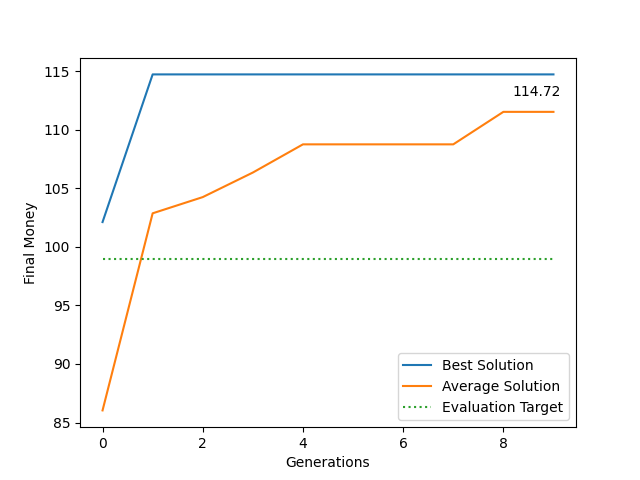 115
114.72
110
105
100
95
90
85
Final Money
Best Solution
Average Solution
Evaluation Target
0 2 4 6 8
Generations